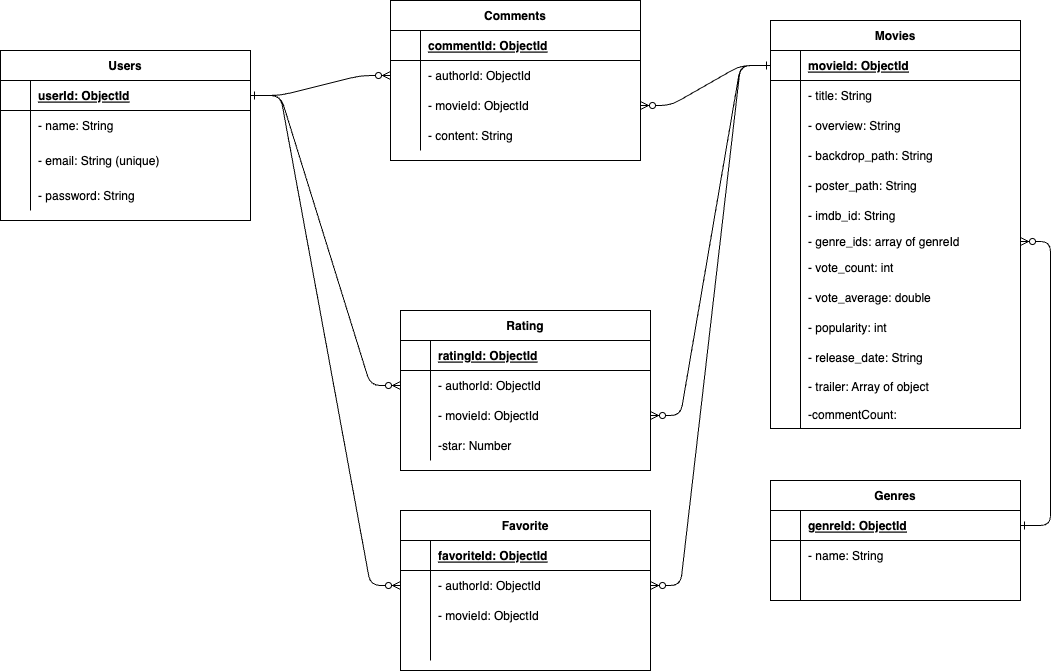 Users
userId: ObjectId
- name: String
- email: String (unique)
- password: String
Comments
commentId: ObjectId
- authorId: ObjectId
- movieId: ObjectId
- content: String
Rating
ratingId: ObjectId
- authorId: ObjectId
- movieId: ObjectId
-star: Number
Favorite
favoriteId: ObjectId
- authorId: ObjectId
- movieId: ObjectId
Movies
movieId: ObjectId
- title: String
- overview: String
- backdrop_path: String
- poster_path: String
- imdb_id: String
- genre_ids: array of genreId
- vote_count: int
- vote_average: double
- popularity: int
- release_date: String
- trailer: Array of object
-commentCount:
Genres
genreId: ObjectId
- name: String